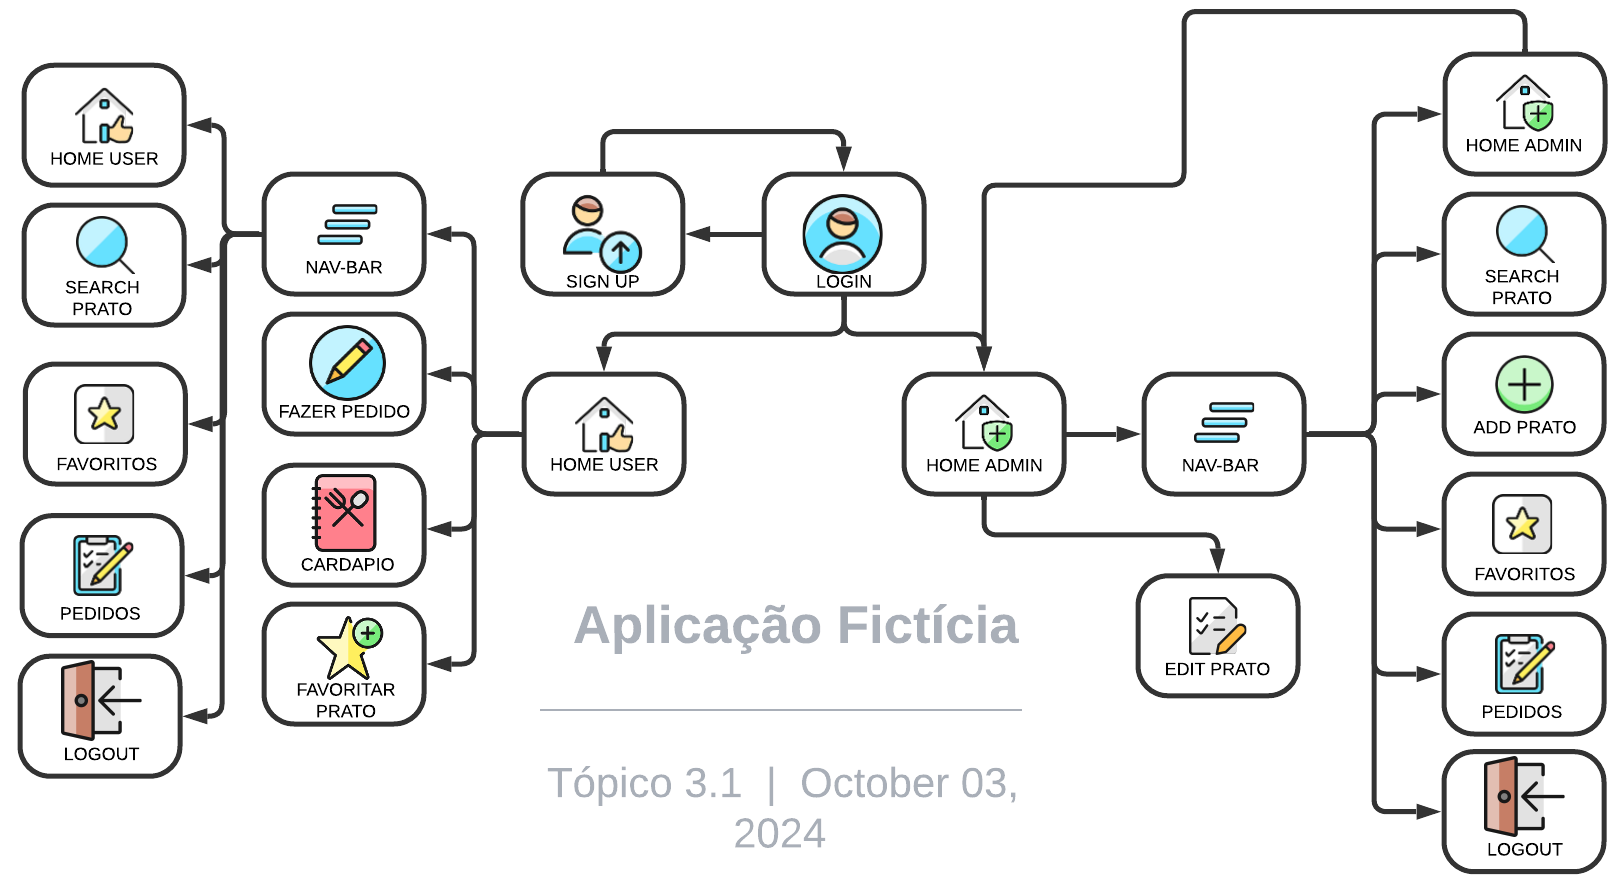 HOME USER
SEARCH
PRATO
FAVORITOS
PEDIDOS
LOGOUT
NAV-BAR
FAZER PEDIDO
CARDAPIO
FAVORITAR
PRATO
SIGN UP
LOGIN
HOME USER
HOME ADMIN
NAV-BAR
EDIT PRATO
HOME ADMIN
SEARCH
PRATO
ADD PRATO
FAVORITOS
PEDIDOS
LOGOUT
Aplicação Fictícia
Tópico 3.1 | October 03,
2024